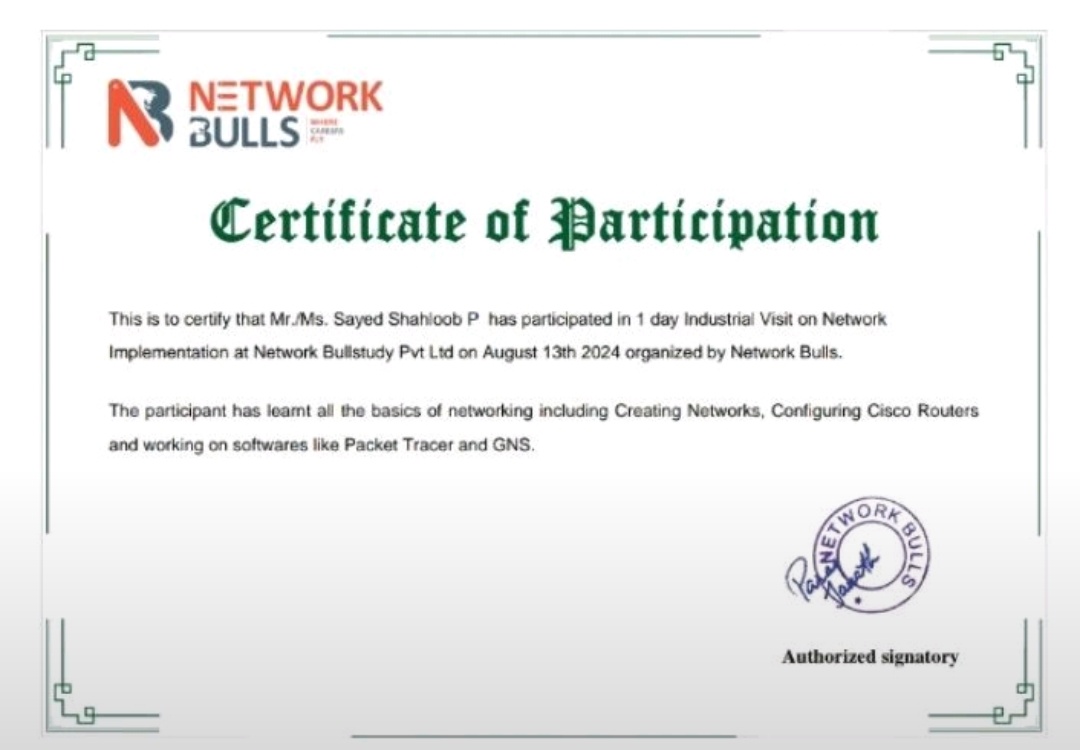 NETWORK
BULLS
WHERE
CAREERS
FLY
Certificate of Participation
This is to certify that Mr./Ms. Sayed Shahloob P has participated in 1 day Industrial Visit on Network
Implementation at Network Bullstudy Pvt Ltd on August 13th 2024 organized by Network Bulls.
The participant has learnt all the basics of networking including Creating Networks, Configuring Cisco Routers
and working on softwares like Packet Tracer and GNS.
NETWORK BULLS
Authorized signatory